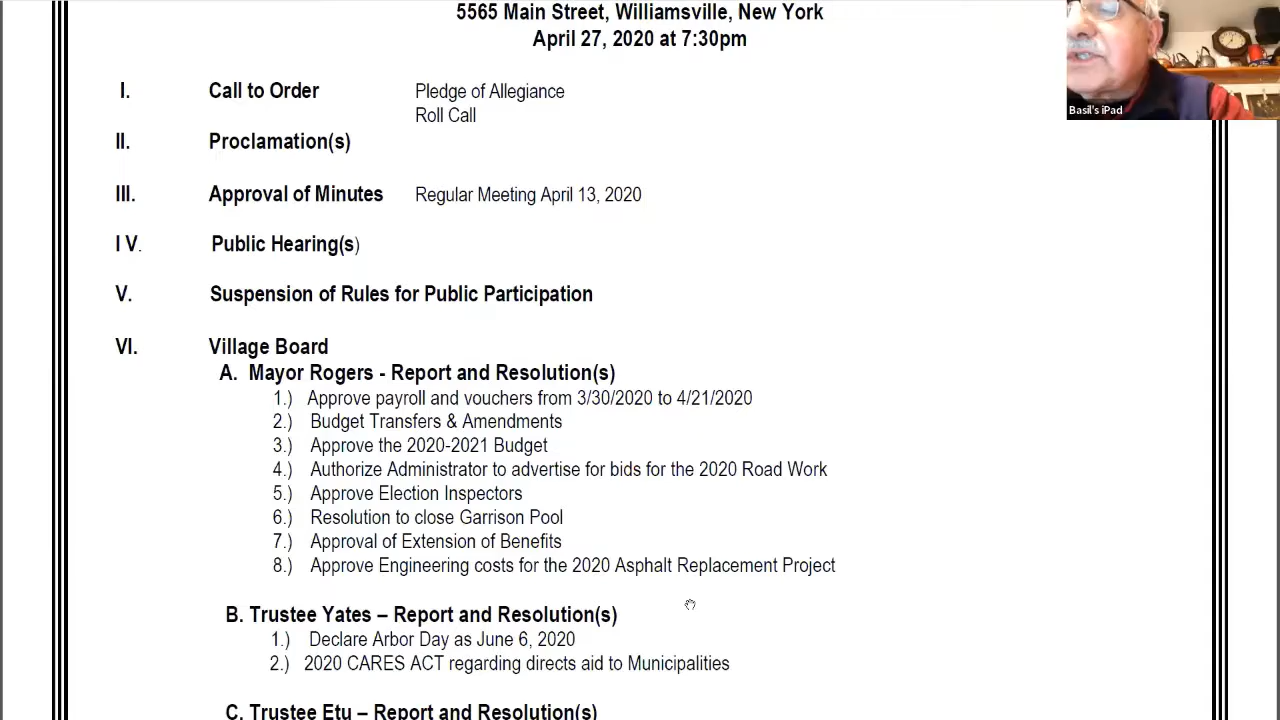 5565 Main Street, Williamsville, New York
April 27, 2020 at 7:30pm
I. Call to Order Pledge of Allegiance
Roll Call
II. Proclamation(s)
III. Approval of Minutes Regular Meeting April 13, 2020
I V. Public Hearing(s)
V. Suspension of Rules for Public Participation
VI. Village Board
A. Mayor Rogers - Report and Resolution(s)
1.) Approve payroll and vouchers from 3/30/2020 to 4/21/2020
2.) Budget Transfers & Amendments
3.) Approve the 2020-2021 Budget
4.) Authorize Administrator to advertise for bids for the 2020 Road Work
5.) Approve Election Inspectors
6.) Resolution to close Garrison Pool
7.) Approval of Extension of Benefits
8.) Approve Engineering costs for the 2020 Asphalt Replacement Project
B. Trustee Yates – Report and Resolution(s)
1.) Declare Arbor Day as June 6, 2020
2.) 2020 CARES ACT regarding directs aid to Municipalities
C. Trustee Etu – Report and Resolution(s)
Basil's iPad